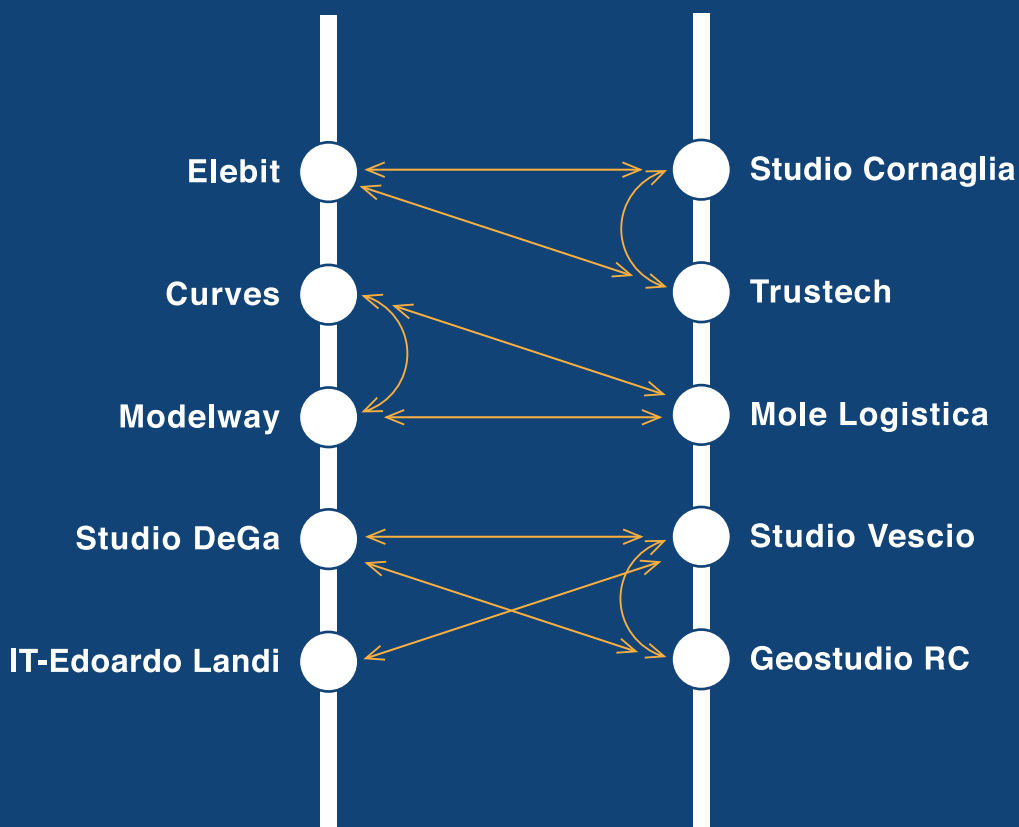 Elebit
Studio Cornaglia
Curves
Trustech
Modelway
Mole Logistica
Studio DeGa
Studio Vescio
IT-Edoardo Landi
Geostudio RC